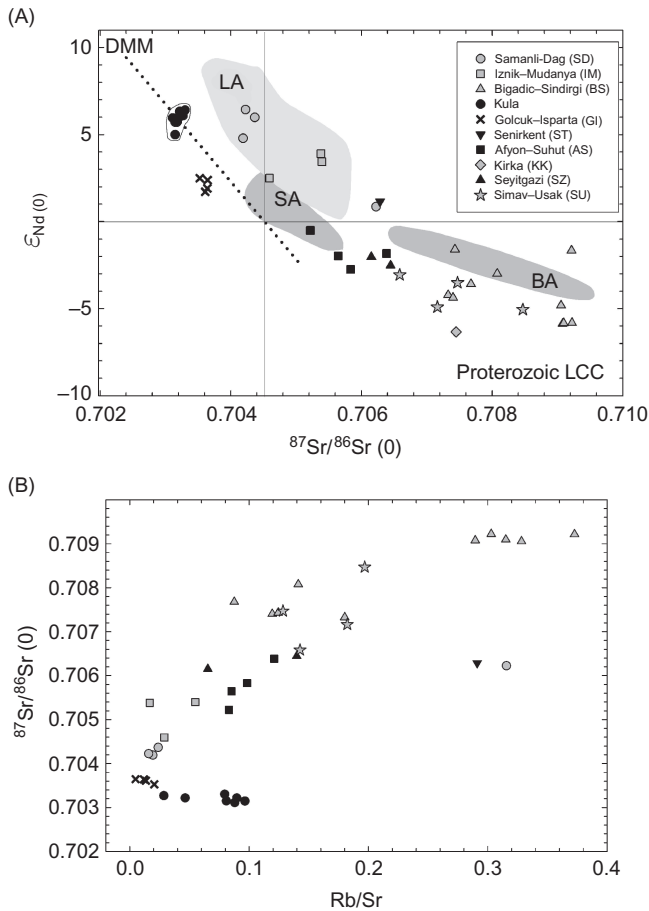 (A)
10
5
0
−5
−10
εNd (0)
DMM
LA
SA
BA
Proterozoic LCC
Samanli-Dag (SD)
Iznik–Mudanya (IM)
Bigadic–Sindirgi (BS)
Kula
Golcuk–Isparta (GI)
Senirkent (ST)
Afyon–Suhut (AS)
Kirka (KK)
Seyitgazi (SZ)
Simav–Usak (SU)
0.702 0.704 0.706 0.708 0.710
⁸⁷Sr/⁸⁶Sr (0)
(B)
0.709
0.708
0.707
0.706
0.705
0.704
0.703
0.702
⁸⁷Sr/⁸⁶Sr (0)
0.0 0.1 0.2 0.3 0.4
Rb/Sr